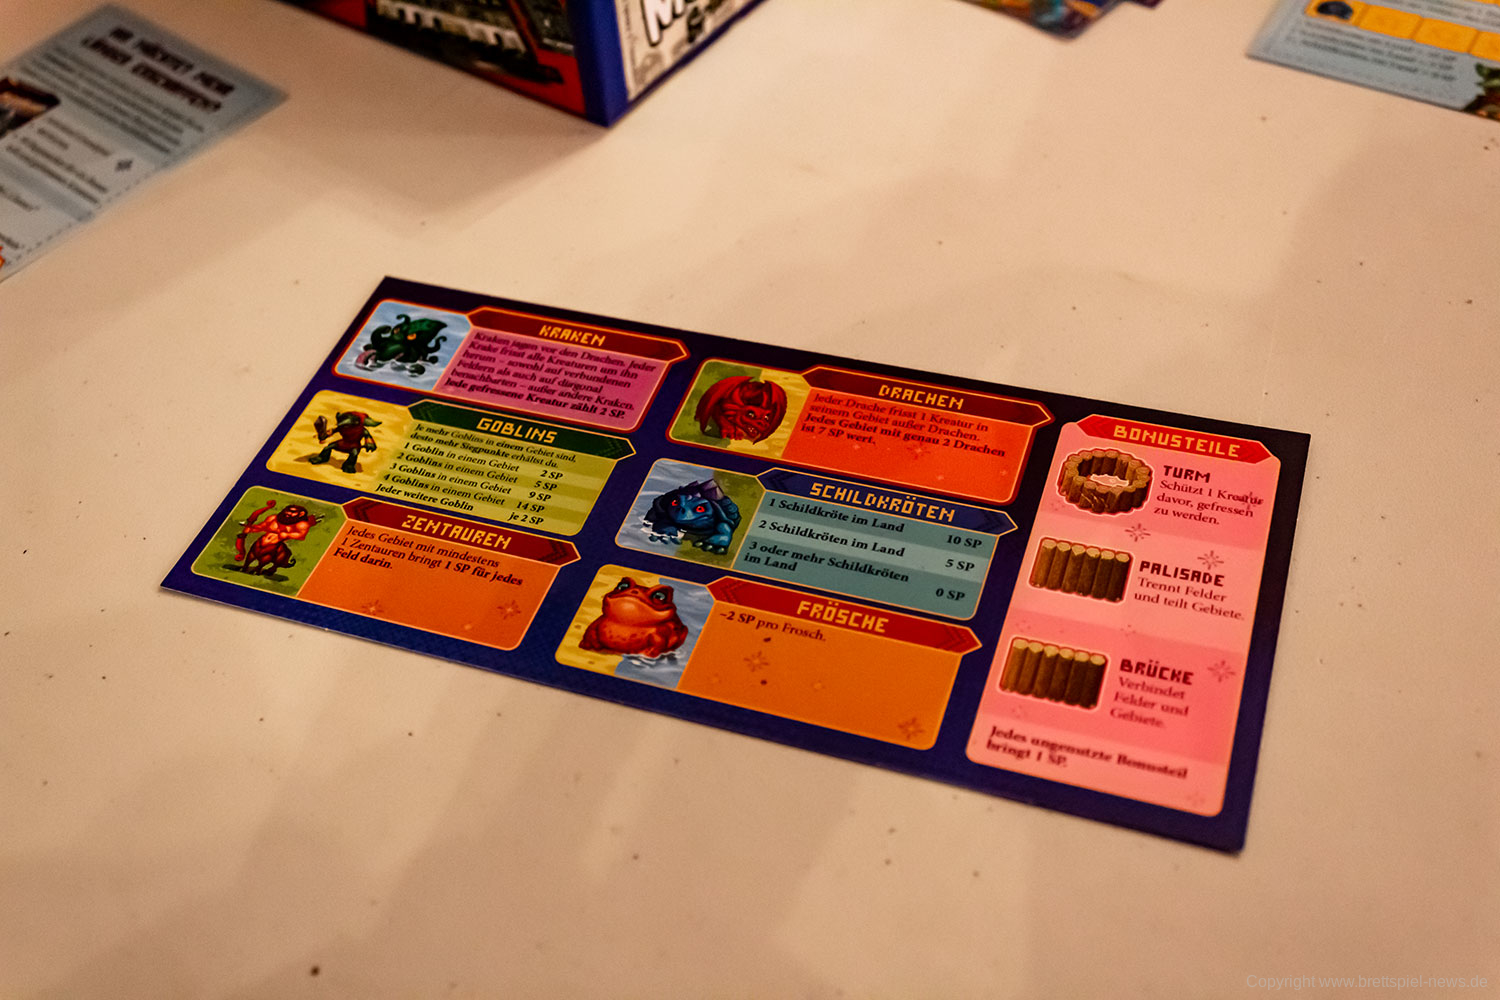 KRAKEN
Kraken jagen vor den Drachen. Jeder
Krake frisst alle Kreaturen um ihn
herum – sowohl auf verbundenen
Feldern als auch auf diagonal
benachbarten – außer andere Kraken.
Jede gefressene Kreatur zählt 2 SP.
GOBLINS
Je mehr Goblins in einem Gebiet sind,
desto mehr Siegpunkte erhältst du.
1 Goblin in einem Gebiet 2 SP
2 Goblins in einem Gebiet 5 SP
3 Goblins in einem Gebiet 9 SP
4 Goblins in einem Gebiet 14 SP
Jeder weitere Goblin je 2 SP
ZENTAUREN
Jedes Gebiet mit mindestens
1 Zentauren bringt 1 SP für jedes
Feld darin.
DRACHEN
Jeder Drache frisst 1 Kreatur in
seinem Gebiet außer Drachen.
Jedes Gebiet mit genau 2 Drachen
ist 7 SP wert.
SCHILDKRÖTEN
1 Schildkröte im Land 10 SP
2 Schildkröten im Land 5 SP
3 oder mehr Schildkröten
im Land 0 SP
FRÖSCHE
–2 SP pro Frosch.
BONUSTEILE
TURM
Schützt 1 Kreatur
davor, gefressen
zu werden.
PALISADE
Trennt Felder
und teilt Gebiete.
BRÜCKE
Verbindet
Felder und
Gebiete.
Jedes ungenutzte Bonusteil
bringt 1 SP.
Copyright www.brettspiel-news.de